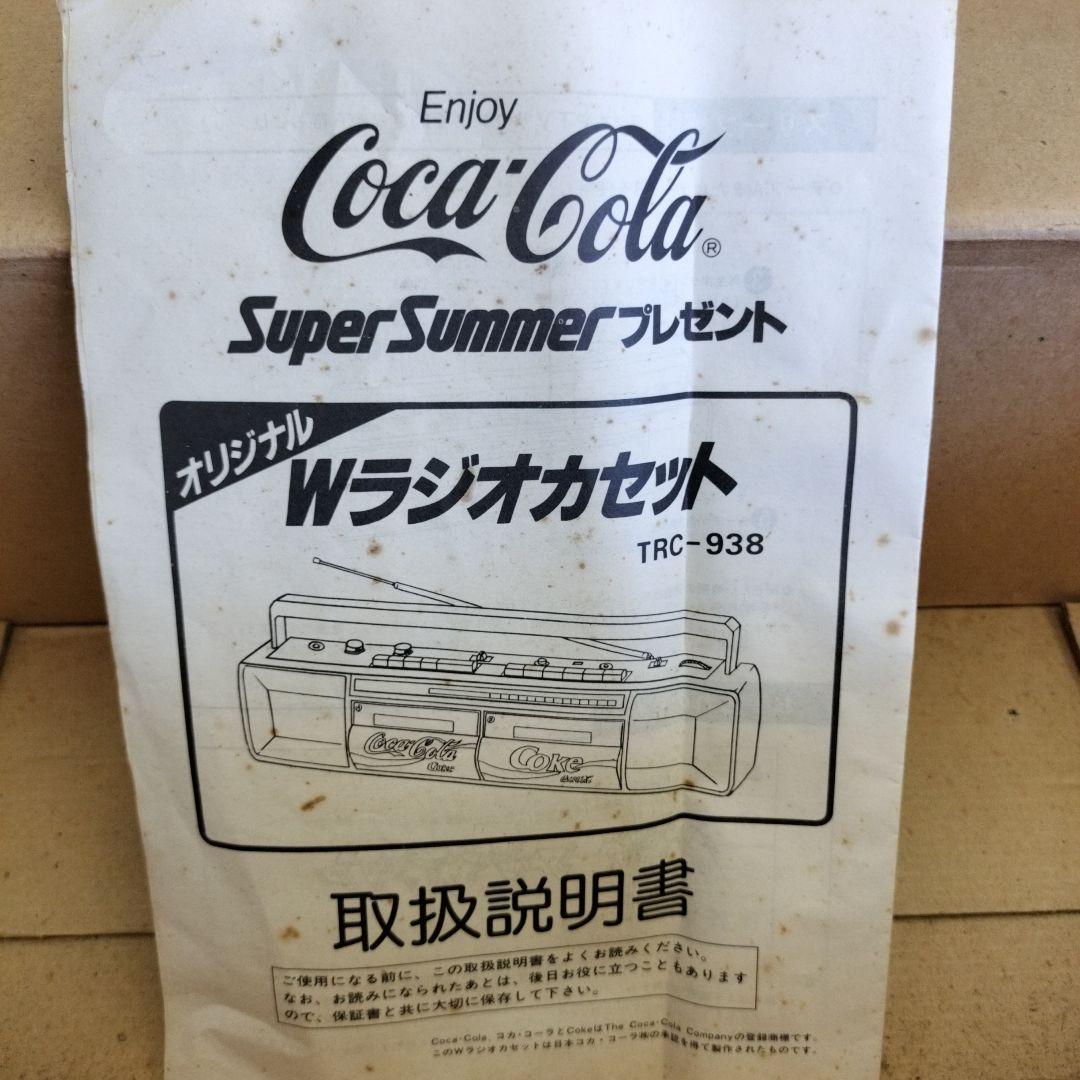 Enjoy
Coca-Cola®
Super Summer プレゼント
オリジナル
Wラジオカセット
TRC-938
Coca-Cola
Coke
Coke
取扱説明書
ご使用になる前に、この取扱説明書をよくお読みください。
なお、お読みになられたあとは、後日お役に立つこともあります
ので、保証書と共に大切に保存して下さい。
Coca-Cola、コカ・コーラとCokeはThe Coca-Cola Companyの登録商標です。
このWラジオカセットは日本コカ・コーラ㈱の承認を得て製作されたものです。